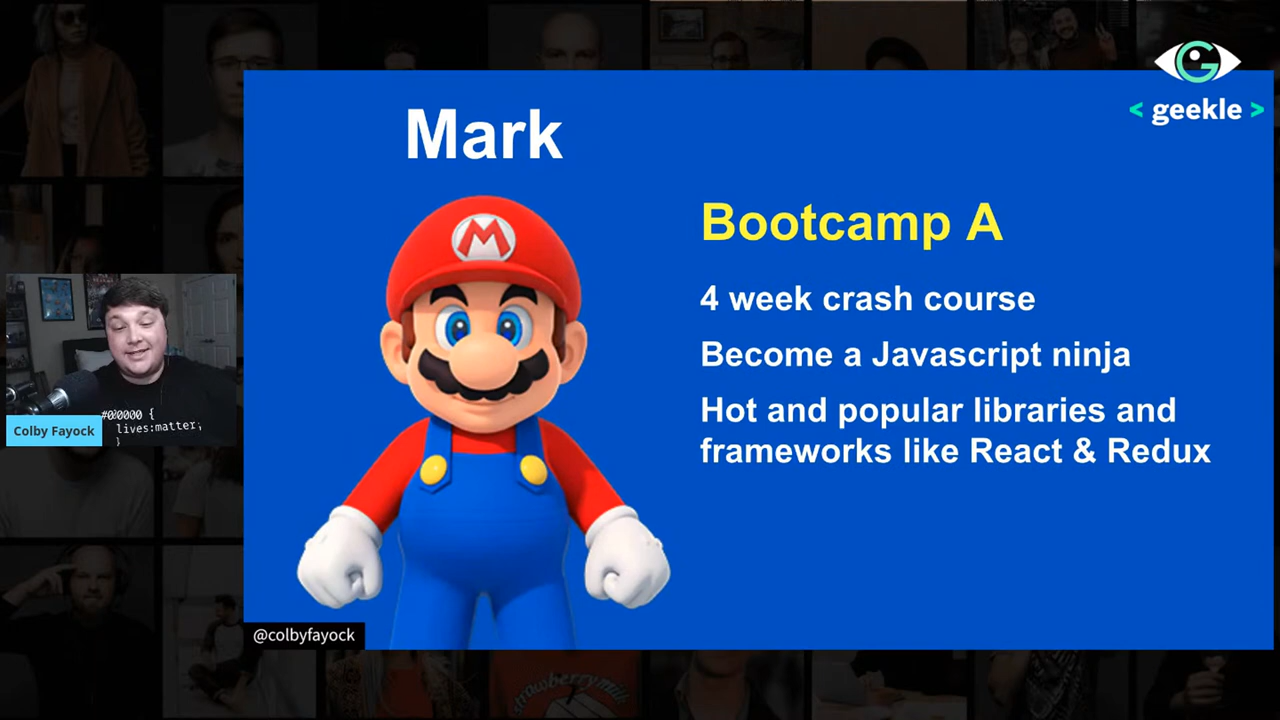 < geekle >
Mark
M
Bootcamp A
4 week crash course
Become a Javascript ninja
Hot and popular libraries and
frameworks like React & Redux
#000000 {
lives:matter;
}
Colby Fayock
@colbyfayock